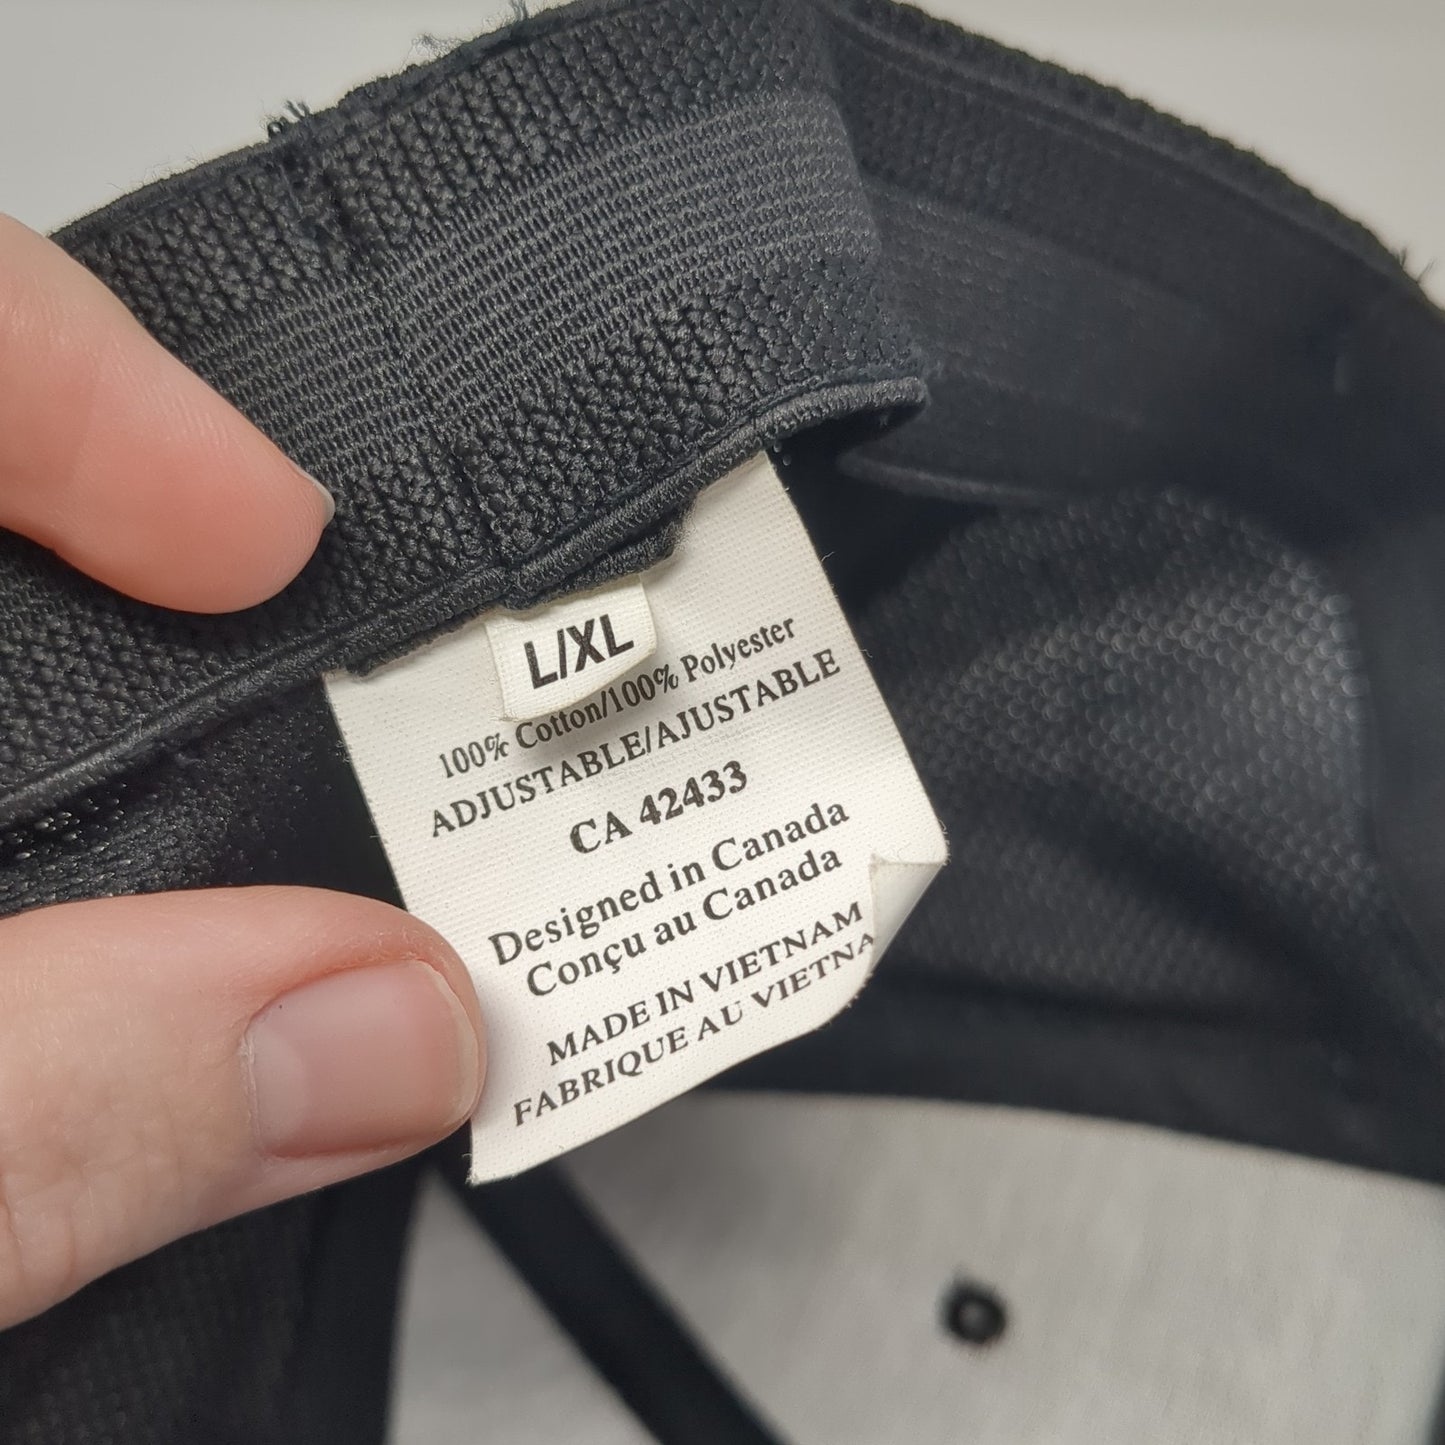 L/XL
100% Cotton/100% Polyester
ADJUSTABLE/AJUSTABLE
CA 42433
Designed in Canada
Conçu au Canada
MADE IN VIETNAM
FABRIQUE AU VIETNA